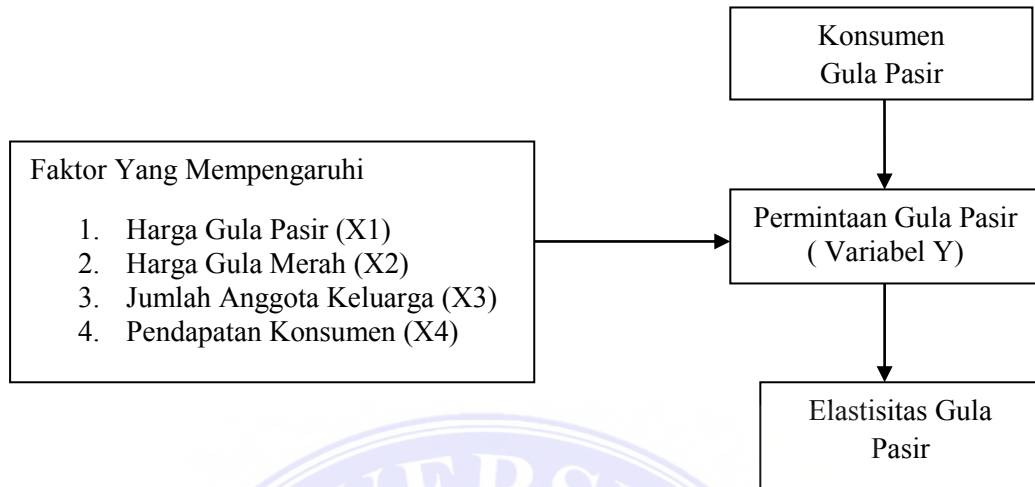 Konsumen
Gula Pasir
Faktor Yang Mempengaruhi
1. Harga Gula Pasir (X1)
2. Harga Gula Merah (X2)
3. Jumlah Anggota Keluarga (X3)
4. Pendapatan Konsumen (X4)
Permintaan Gula Pasir
( Variabel Y)
Elastisitas Gula
Pasir